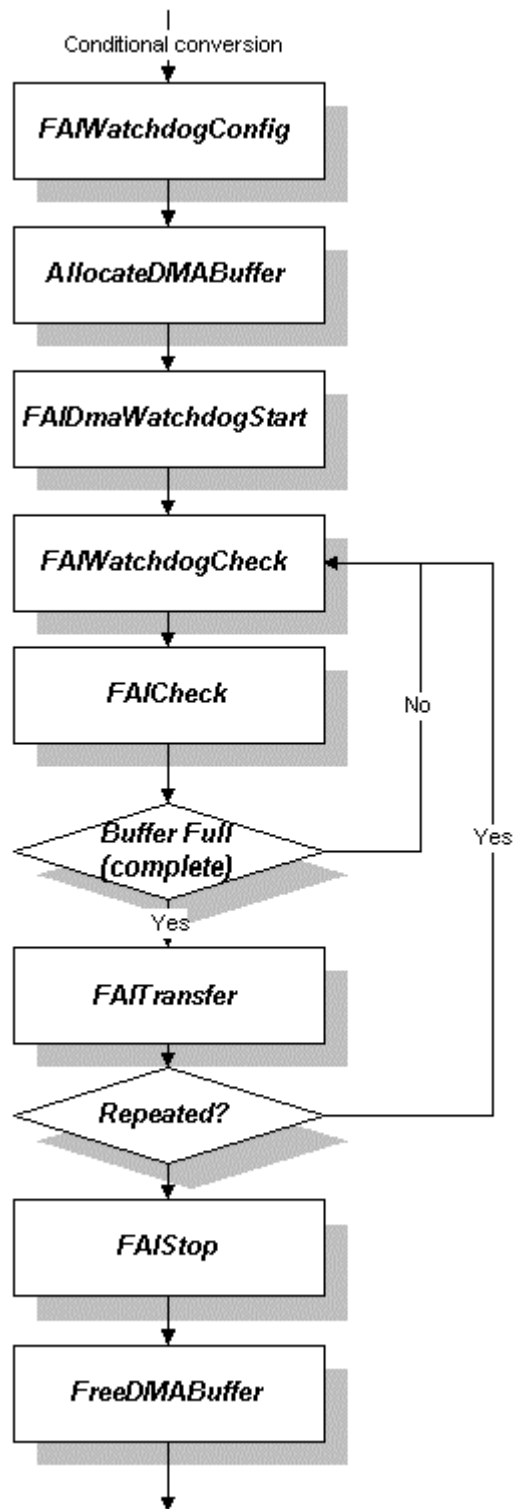 Conditional conversion
FAIWatchdogConfig
AllocateDMABuffer
FAIDmaWatchdogStart
FAIWatchdogCheck
FAICheck
No
Buffer Full
(complete)
Yes
Yes
FAITransfer
Repeated?
FAIStop
FreeDMABuffer